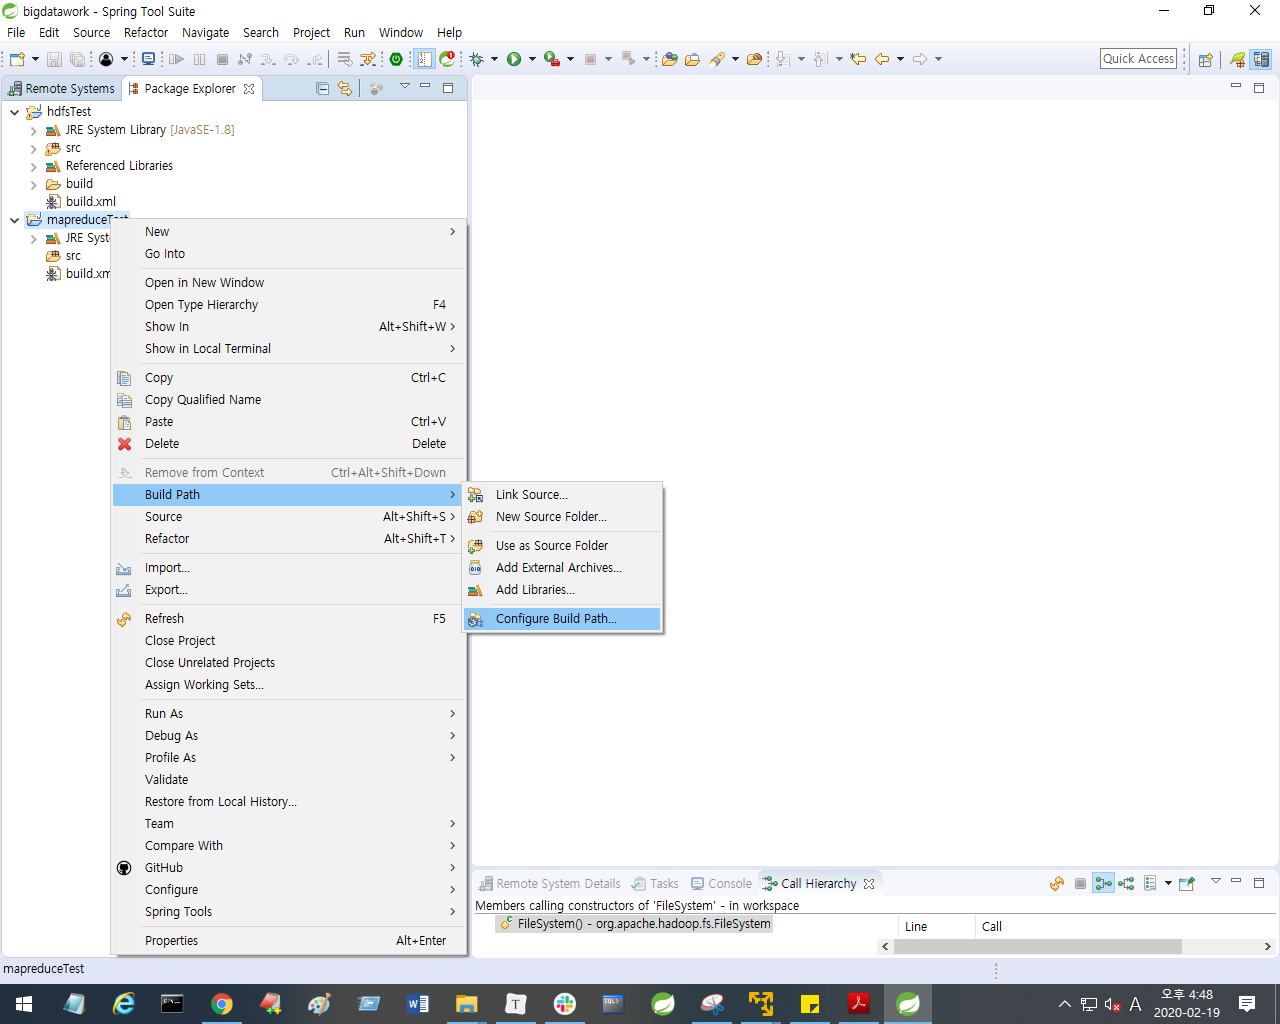 bigdatawork - Spring Tool Suite
File Edit Source Refactor Navigate Search Project Run Window Help
Quick Access
Remote Systems Package Explorer
hdfsTest
JRE System Library [JavaSE-1.8]
src
Referenced Libraries
build
build.xml
mapreduceTest
JRE Syst
src
build.xm
New
Go Into
Open in New Window
Open Type Hierarchy F4
Show In Alt+Shift+W
Show in Local Terminal
Copy Ctrl+C
Copy Qualified Name
Paste Ctrl+V
Delete Delete
Remove from Context Ctrl+Alt+Shift+Down
Build Path
Source Alt+Shift+S
Refactor Alt+Shift+T
Import...
Export...
Refresh F5
Close Project
Close Unrelated Projects
Assign Working Sets...
Run As
Debug As
Profile As
Validate
Restore from Local History...
Team
Compare With
GitHub
Configure
Spring Tools
Properties Alt+Enter
Link Source...
New Source Folder...
Use as Source Folder
Add External Archives...
Add Libraries...
Configure Build Path...
Remote System Details Tasks Console Call Hierarchy
Members calling constructors of 'FileSystem' - in workspace
FileSystem() - org.apache.hadoop.fs.FileSystem
Line Call
mapreduceTest
A 오후 4:48
2020-02-19